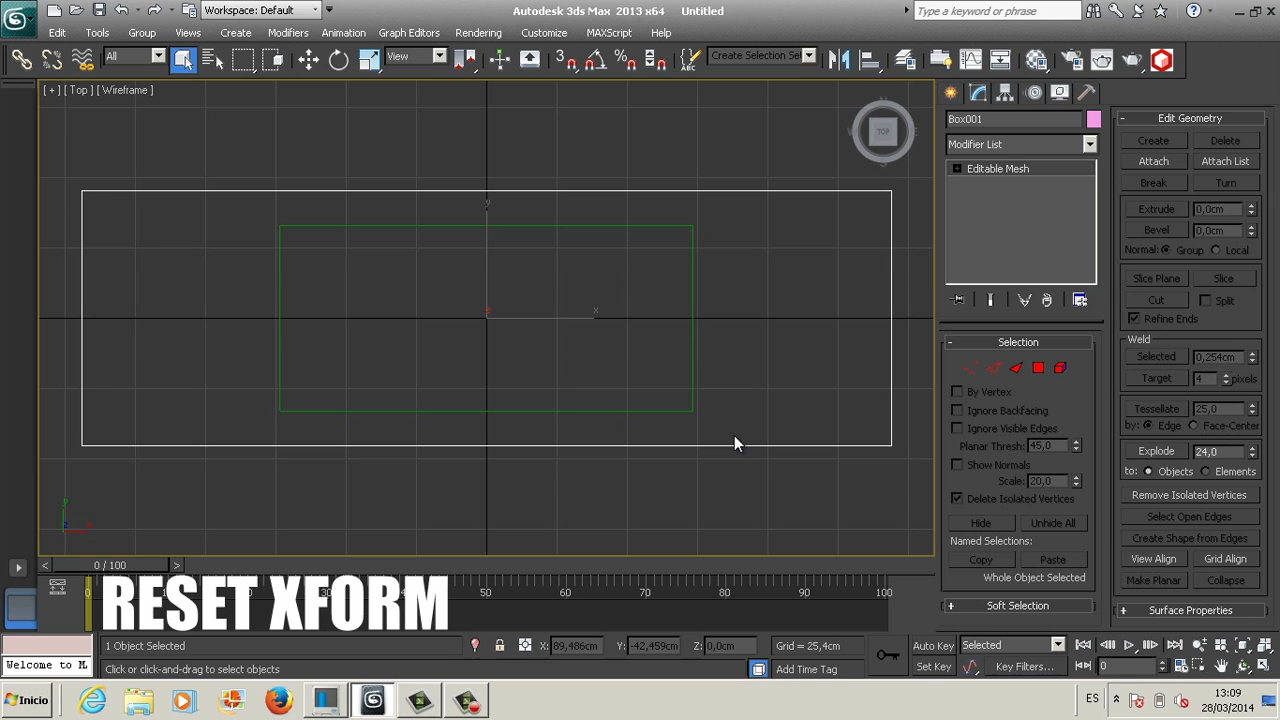 Workspace: Default
Autodesk 3ds Max 2013 x64 Untitled
Type a keyword or phrase
Edit Tools Group Views Create Modifiers Animation Graph Editors Rendering Customize MAXScript Help
All
View
3
ABC
Create Selection Se
[ + ] [ Top ] [ Wireframe ]
TOP
y
x
y
Box001
Modifier List
Editable Mesh
Selection
By Vertex
Ignore Backfacing
Ignore Visible Edges
Planar Thresh: 45,0
Show Normals
Scale: 20,0
Delete Isolated Vertices
Hide Unhide All
Named Selections:
Copy Paste
Whole Object Selected
Soft Selection
Edit Geometry
Create Delete
Attach Attach List
Break Turn
Extrude 0,0cm
Bevel 0,0cm
Normal: Group Local
Slice Plane Slice
Cut Split
Refine Ends
Weld
Selected 0,254cm
Target 4 pixels
Tessellate 25,0
by: Edge Face-Center
Explode 24,0
to: Objects Elements
Remove Isolated Vertices
Select Open Edges
Create Shape from Edges
View Align Grid Align
Make Planar Collapse
Surface Properties
0 / 100
0 50 60 70 80 90 100
RESET XFORM
1 Object Selected
X: 89,486cm Y: -42,459cm Z: 0,0cm
Grid = 25,4cm
Auto Key Selected
Welcome to M
Click or click-and-drag to select objects
Add Time Tag
Set Key Key Filters... 0
Inicio
ES
13:09
28/03/2014